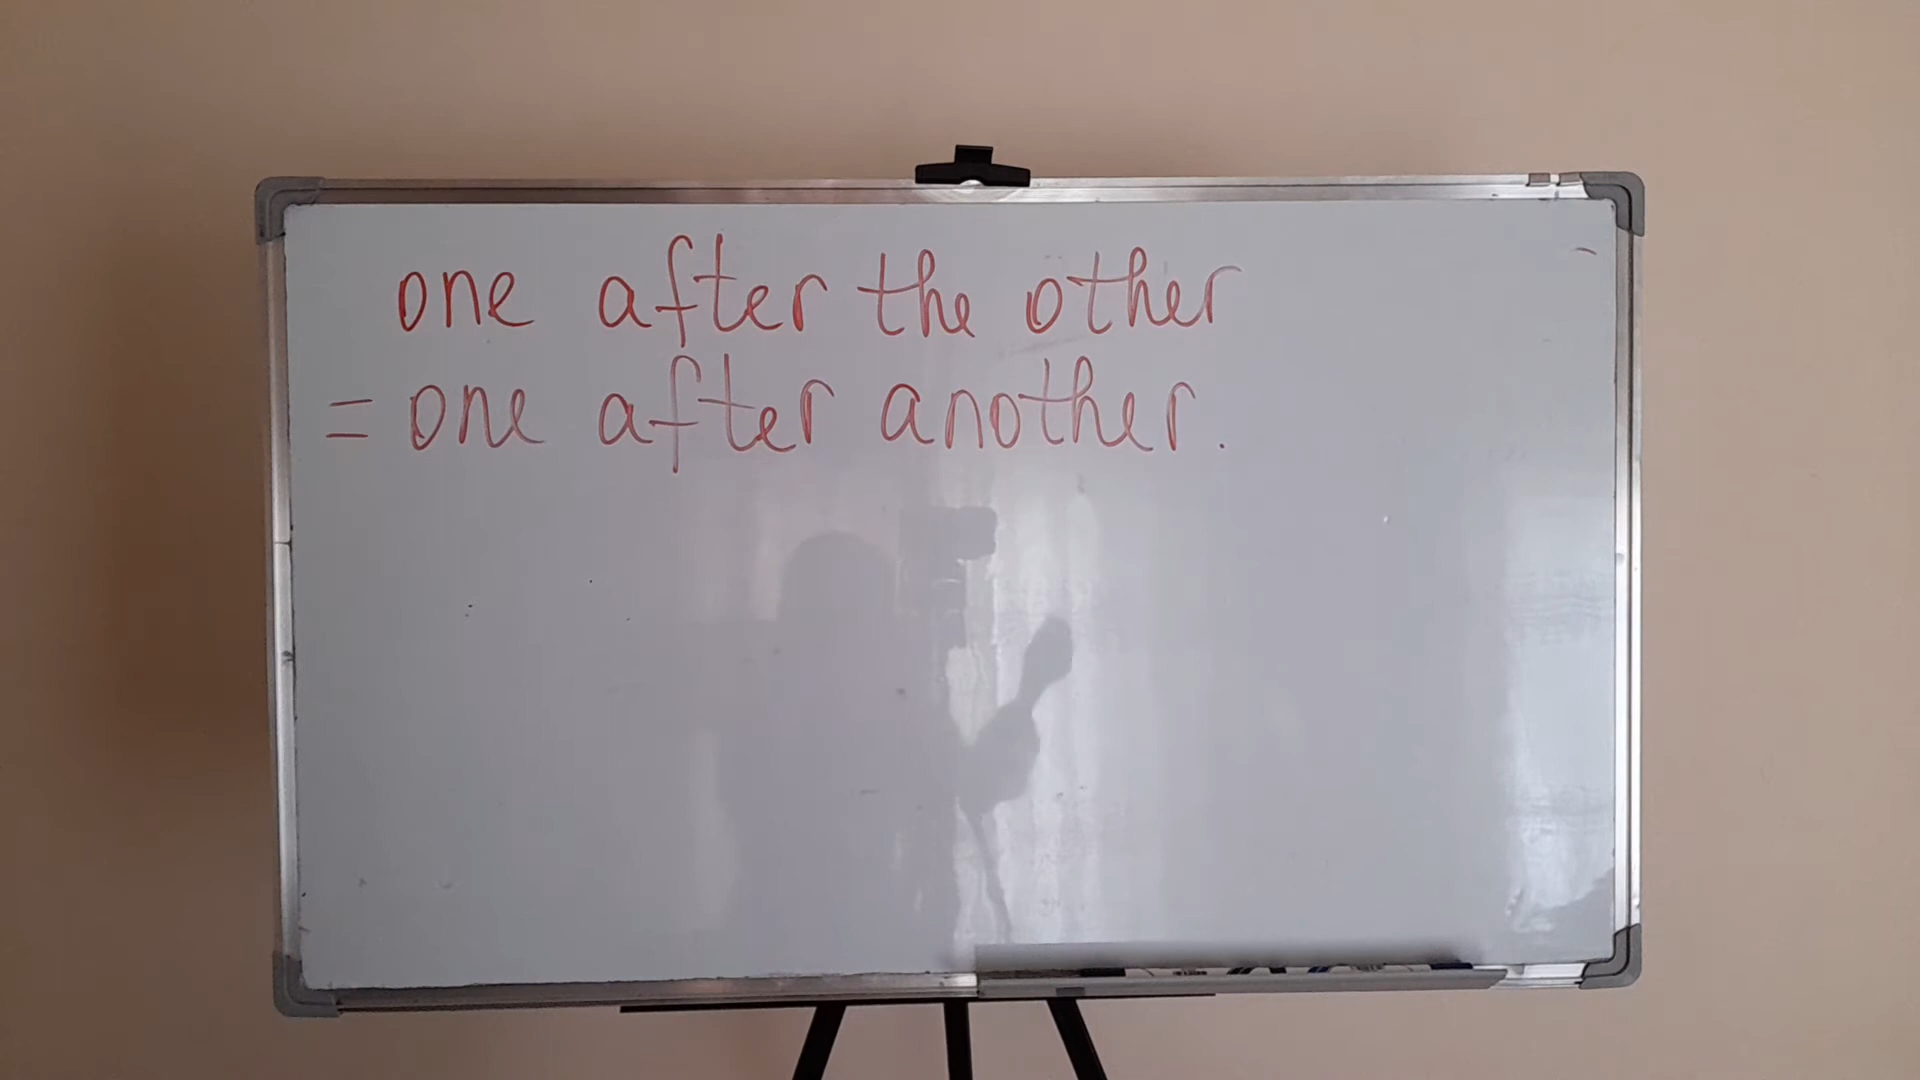 one after the other
= one after another.